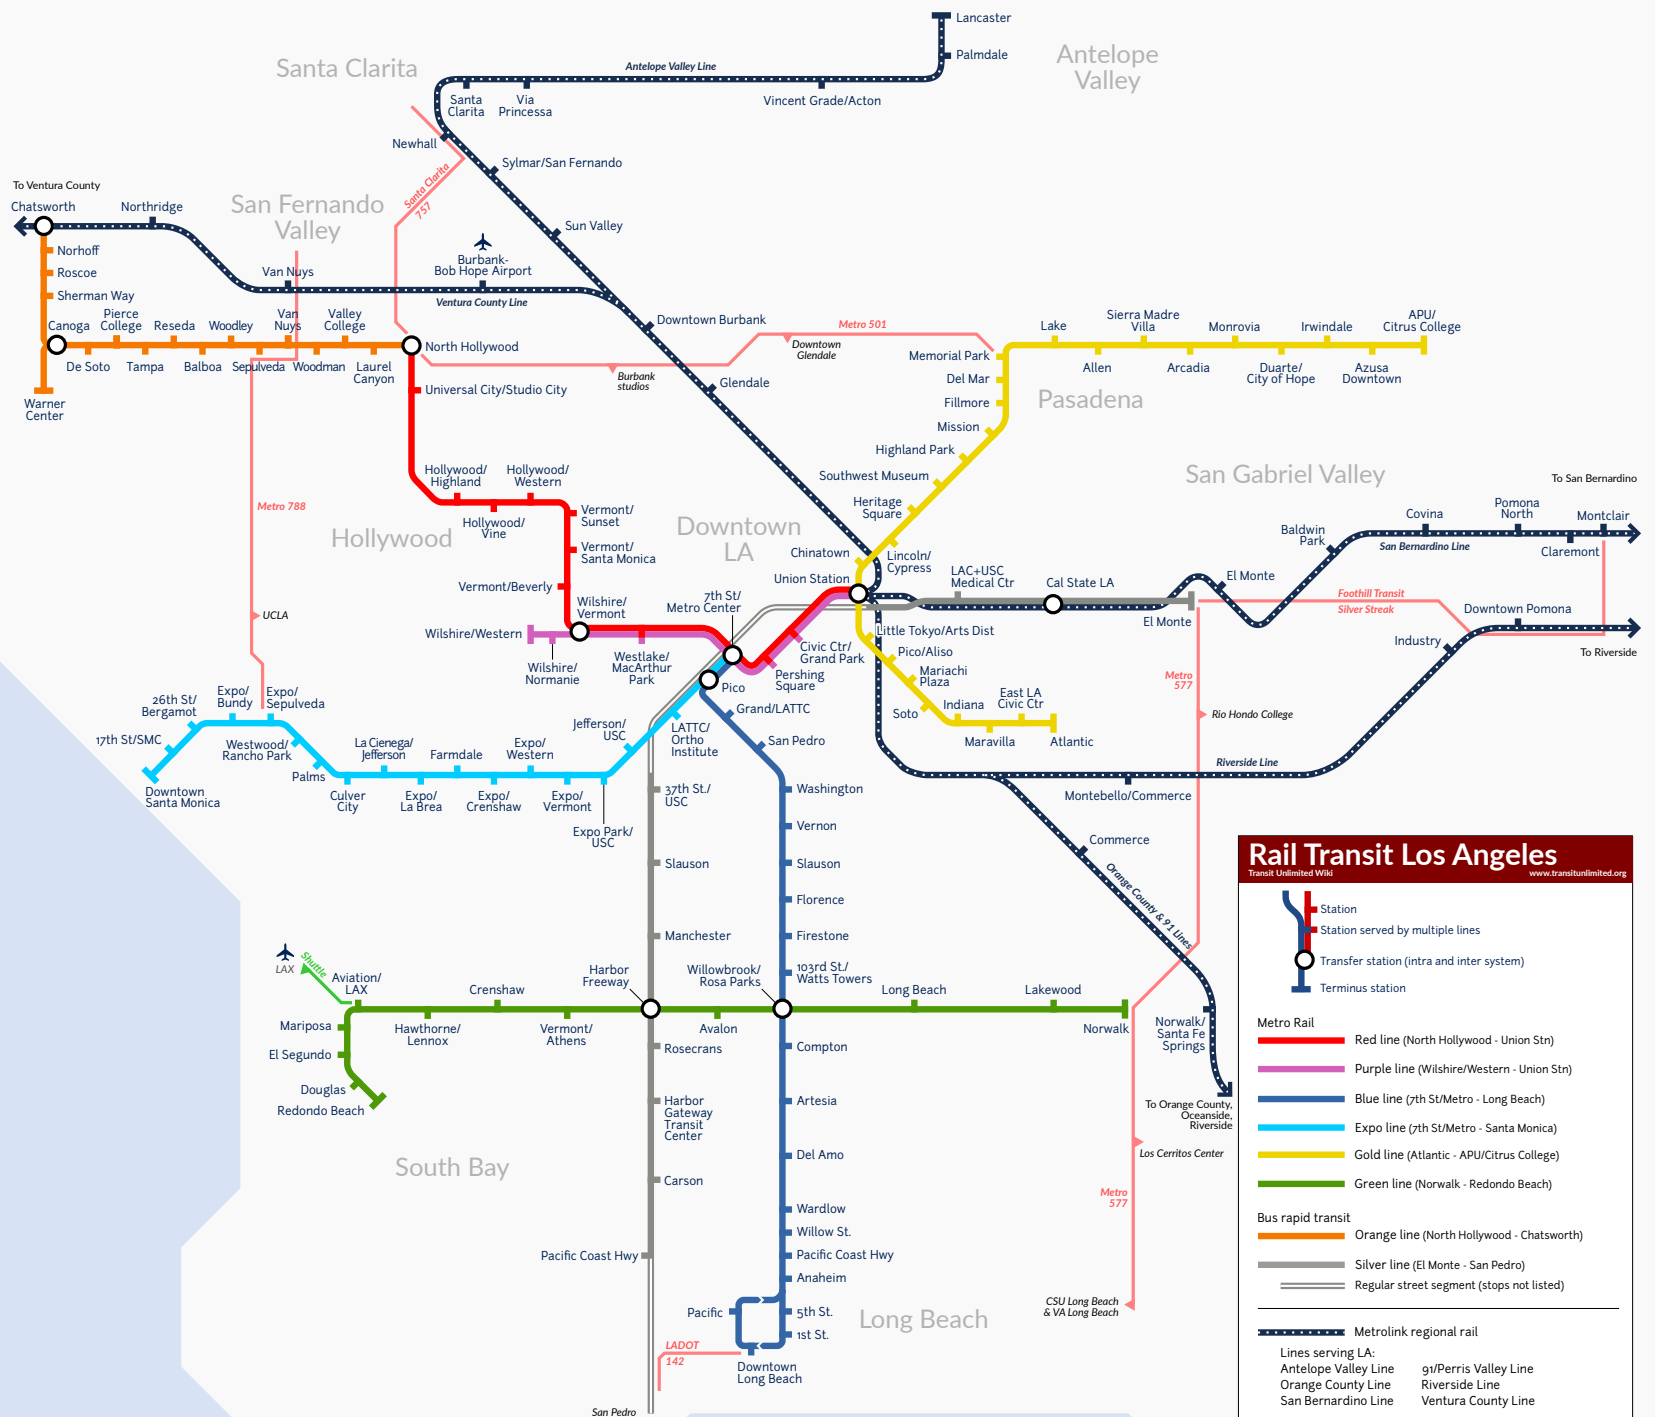 Lancaster
Palmdale
Antelope
Valley
Santa Clarita
Antelope Valley Line
Santa
Clarita
Via
Princessa
Vincent Grade/Acton
Newhall
Sylmar/San Fernando
Santa Clarita
757
To Ventura County
Chatsworth
Northridge
San Fernando
Valley
Sun Valley
Norhoff
Roscoe
Sherman Way
Van Nuys
Burbank-
Bob Hope Airport
Ventura County Line
Canoga
Pierce
College
Reseda
Woodley
Van
Nuys
Valley
College
North Hollywood
De Soto
Tampa
Balboa
Sepulveda
Woodman
Laurel
Canyon
Warner
Center
Downtown Burbank
Metro 501
Downtown
Glendale
Burbank
studios
Glendale
Universal City/Studio City
Memorial Park
Del Mar
Fillmore
Mission
Highland Park
Southwest Museum
Heritage
Square
Lincoln/
Cypress
Chinatown
Union Station
Lake
Sierra Madre
Villa
Monrovia
Irwindale
APU/
Citrus College
Allen
Arcadia
Duarte/
City of Hope
Azusa
Downtown
Pasadena
San Gabriel Valley
Hollywood/
Highland
Hollywood/
Western
Hollywood/
Vine
Vermont/
Sunset
Vermont/
Santa Monica
Vermont/Beverly
Wilshire/
Vermont
Hollywood
Downtown
LA
Metro 788
UCLA
7th St/
Metro Center
Wilshire/Western
Wilshire/
Normanie
Westlake/
MacArthur
Park
Civic Ctr/
Grand Park
Pershing
Square
Pico
LAC+USC
Medical Ctr
Cal State LA
El Monte
El Monte
Baldwin
Park
Covina
Pomona
North
Montclair
To San Bernardino
San Bernardino Line
Claremont
Foothill Transit
Silver Streak
Downtown Pomona
Industry
To Riverside
Metro
577
Rio Hondo College
Little Tokyo/Arts Dist
Pico/Aliso
Mariachi
Plaza
Soto
Indiana
East LA
Civic Ctr
Maravilla
Atlantic
Riverside Line
Montebello/Commerce
Commerce
Orange County & 91 Lines
Norwalk/
Santa Fe
Springs
To Orange County,
Oceanside,
Riverside
26th St/
Bergamot
Expo/
Bundy
Expo/
Sepulveda
17th St/SMC
Downtown
Santa Monica
Westwood/
Rancho Park
Palms
Culver
City
La Cienega/
Jefferson
Expo/
La Brea
Farmdale
Expo/
Crenshaw
Expo/
Western
Expo/
Vermont
Expo Park/
USC
Jefferson/
USC
LATTC/
Ortho
Institute
Grand/LATTC
San Pedro
Washington
Vernon
Slauson
Florence
Firestone
103rd St./
Watts Towers
37th St./
USC
Slauson
Manchester
Harbor
Freeway
Willowbrook/
Rosa Parks
LAX
Shuttle
Aviation/
LAX
Crenshaw
Long Beach
Lakewood
Mariposa
El Segundo
Douglas
Redondo Beach
Hawthorne/
Lennox
Vermont/
Athens
Avalon
Norwalk
Rosecrans
Harbor
Gateway
Transit
Center
Carson
Pacific Coast Hwy
Compton
Artesia
Del Amo
Wardlow
Willow St.
Pacific Coast Hwy
Anaheim
5th St.
1st St.
Pacific
Downtown
Long Beach
South Bay
Long Beach
LADOT
142
San Pedro
Los Cerritos Center
Metro
577
CSU Long Beach
& VA Long Beach
Rail Transit Los Angeles
Transit Unlimited Wiki
www.transitunlimited.org
Station
Station served by multiple lines
Transfer station (intra and inter system)
Terminus station
Metro Rail
Red line (North Hollywood - Union Stn)
Purple line (Wilshire/Western - Union Stn)
Blue line (7th St/Metro - Long Beach)
Expo line (7th St/Metro - Santa Monica)
Gold line (Atlantic - APU/Citrus College)
Green line (Norwalk - Redondo Beach)
Bus rapid transit
Orange line (North Hollywood - Chatsworth)
Silver line (El Monte - San Pedro)
Regular street segment (stops not listed)
Metrolink regional rail
Lines serving LA:
Antelope Valley Line
91/Perris Valley Line
Orange County Line
Riverside Line
San Bernardino Line
Ventura County Line